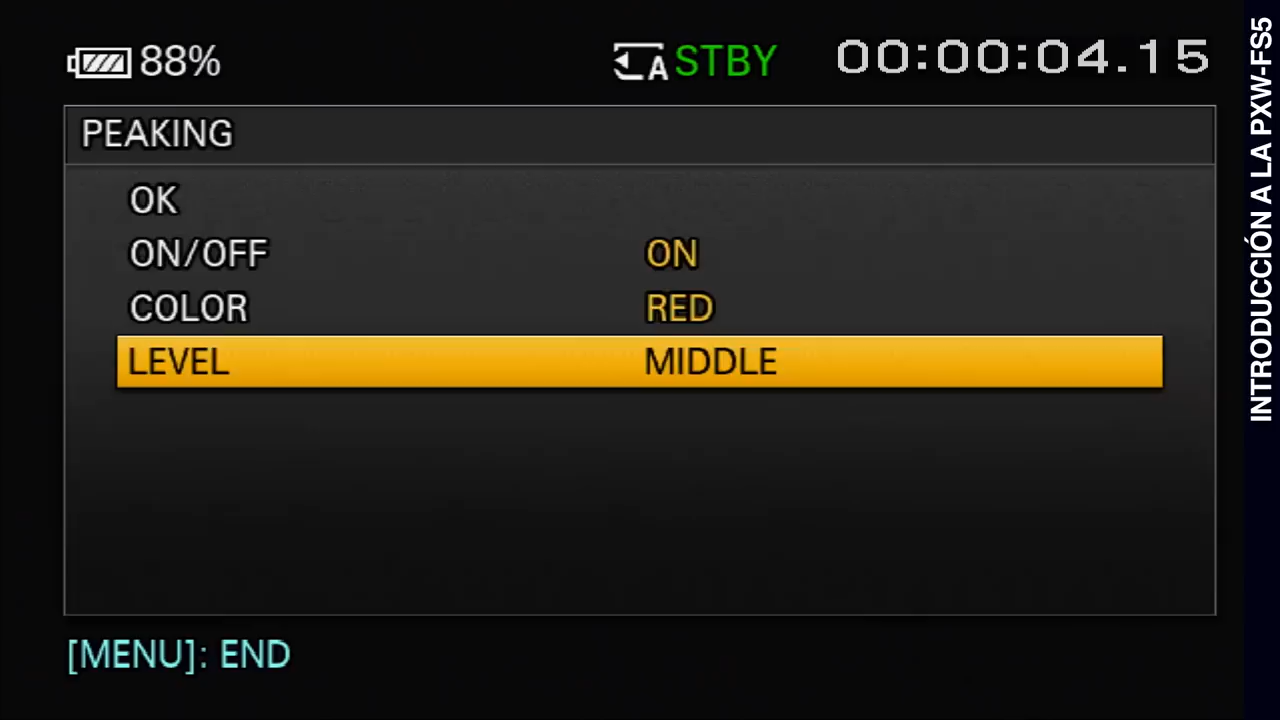 88% A STBY 00:00:04.15
PEAKING
OK
ON/OFF ON
COLOR RED
LEVEL MIDDLE
[MENU]: END
INTRODUCCIÓN A LA PXW-FS5